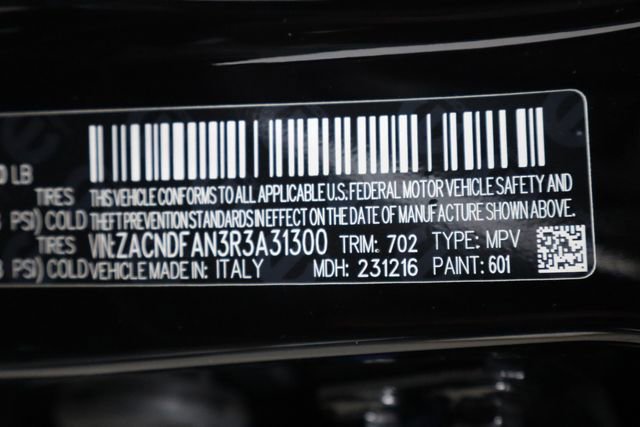 0 LB
TIRES THIS VEHICLE CONFORMS TO ALL APPLICABLE U.S. FEDERAL MOTOR VEHICLE SAFETY AND
PSI) COLD THEFT PREVENTION STANDARDS IN EFFECT ON THE DATE OF MANUFACTURE SHOWN ABOVE.
TIRES VIN:ZACNDFAN3R3A31300 TRIM: 702 TYPE: MPV
PSI) COLD VEHICLE MADE IN: ITALY MDH: 231216 PAINT: 601